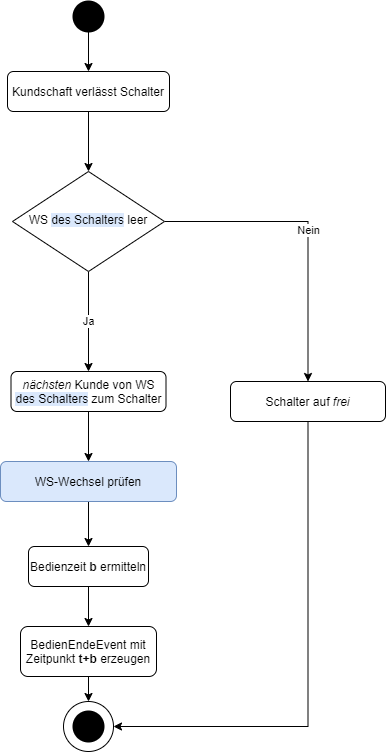 Kundschaft verlässt Schalter
WS des Schalters leer
Nein
Ja
nächsten Kunde von WS
des Schalters zum Schalter
Schalter auf frei
WS-Wechsel prüfen
Bedienzeit b ermitteln
BedienEndeEvent mit
Zeitpunkt t+b erzeugen